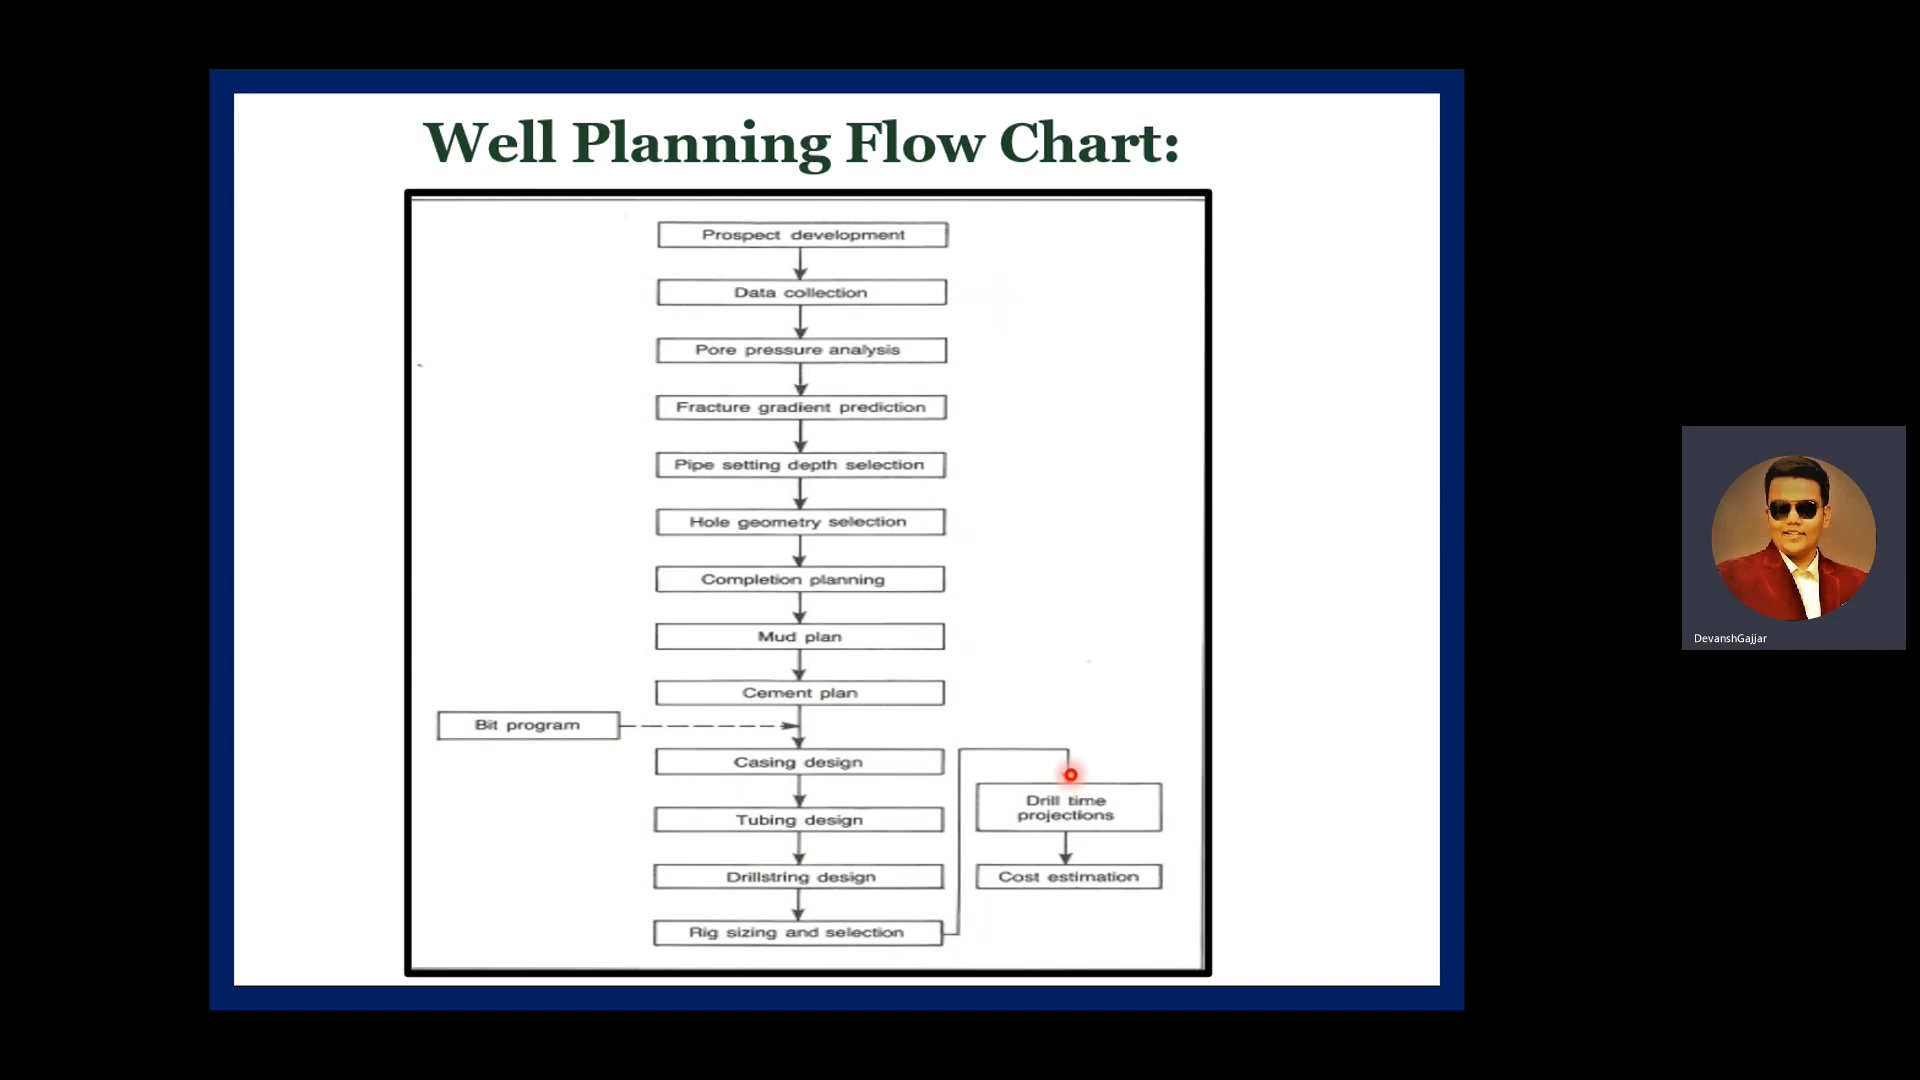 Well Planning Flow Chart:
Prospect development
Data collection
Pore pressure analysis
Fracture gradient prediction
Pipe setting depth selection
Hole geometry selection
Completion planning
Mud plan
Cement plan
Bit program
Casing design
Tubing design
Drillstring design
Rig sizing and selection
Drill time
projections
Cost estimation
DevanshGajjar